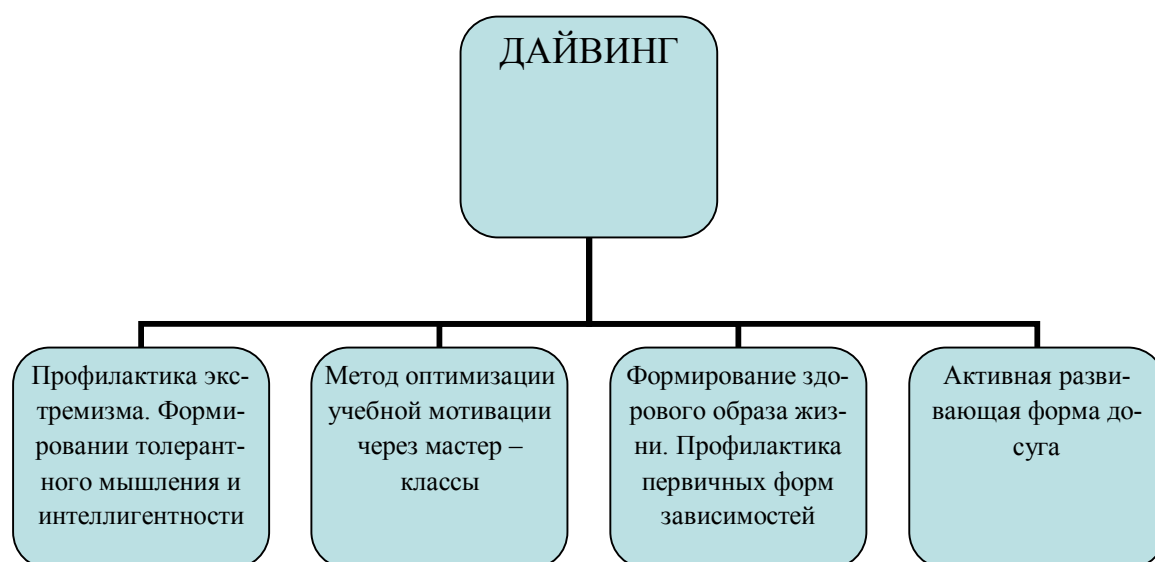 ДАЙВИНГ
Профилактика экс-
тремизма. Форми-
ровании толерант-
ного мышления и
интеллигентности
Метод оптимизации
учебной мотивации
через мастер –
классы
Формирование здо-
рового образа жиз-
ни. Профилактика
первичных форм
зависимостей
Активная разви-
вающая форма до-
суга